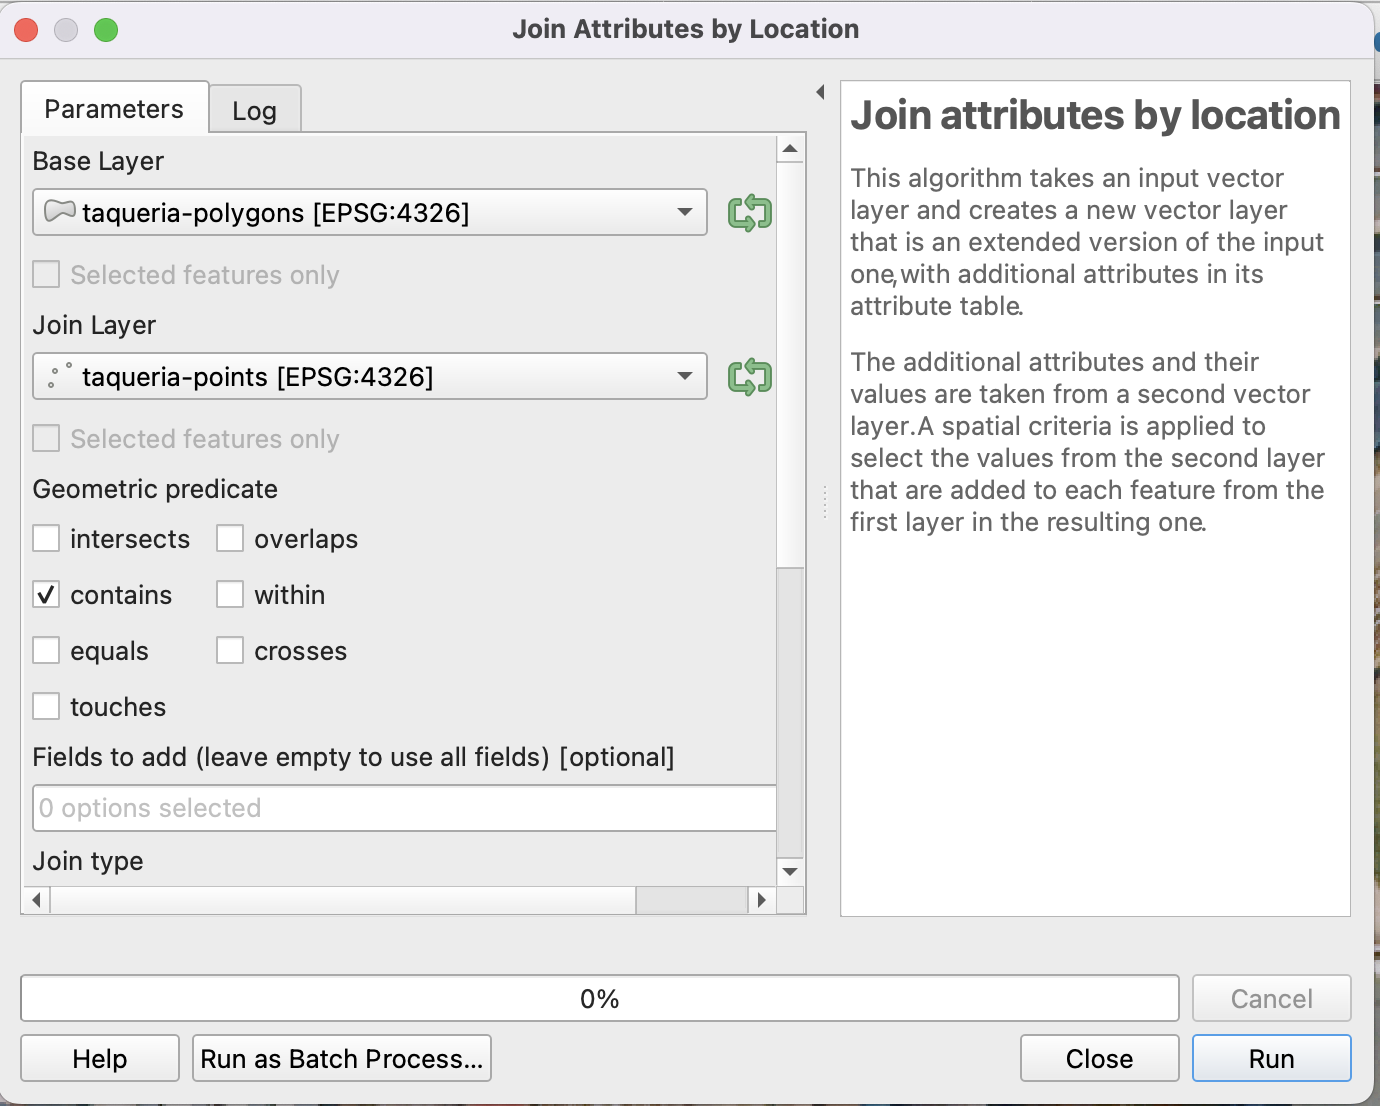 Join Attributes by Location
Parameters
Log
Base Layer
taqueria-polygons [EPSG:4326]
Selected features only
Join Layer
taqueria-points [EPSG:4326]
Selected features only
Geometric predicate
intersects
overlaps
contains
within
equals
crosses
touches
Fields to add (leave empty to use all fields) [optional]
0 options selected
Join type
Join attributes by location
This algorithm takes an input vector
layer and creates a new vector layer
that is an extended version of the input
one,with additional attributes in its
attribute table.
The additional attributes and their
values are taken from a second vector
layer.A spatial criteria is applied to
select the values from the second layer
that are added to each feature from the
first layer in the resulting one.
0%
Cancel
Help
Run as Batch Process...
Close
Run